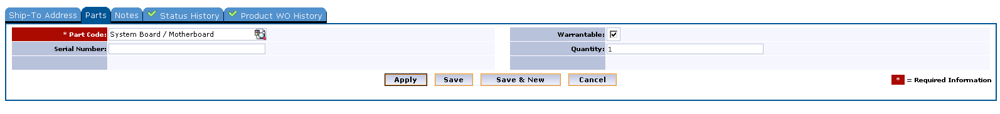 Ship-To Address Parts Notes Status History Product WO History
* Part Code: System Board / Motherboard Warrantable:
Serial Number: Quantity: 1
Apply Save Save & New Cancel * = Required Information